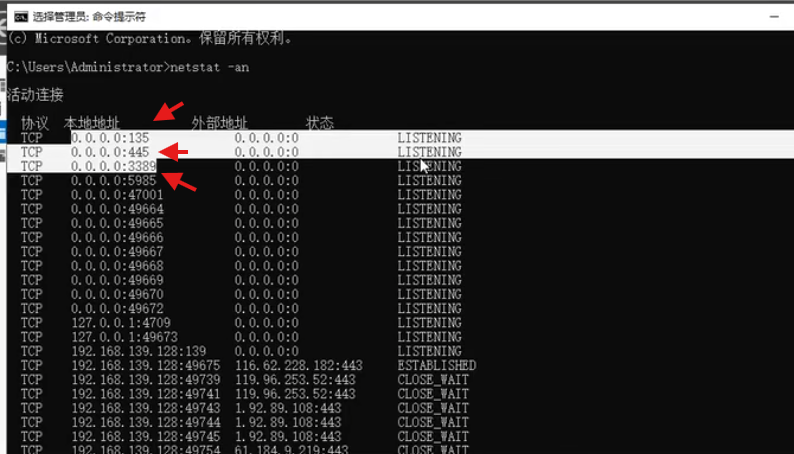 选择管理员: 命令提示符
(c) Microsoft Corporation。保留所有权利。
C:\Users\Administrator>netstat -an
活动连接
协议 本地地址 外部地址 状态
TCP 0.0.0.0:135 0.0.0.0:0 LISTENING
TCP 0.0.0.0:445 0.0.0.0:0 LISTENING
TCP 0.0.0.0:3389 0.0.0.0:0 LISTENING
TCP 0.0.0.0:5985 0.0.0.0:0 LISTENING
TCP 0.0.0.0:47001 0.0.0.0:0 LISTENING
TCP 0.0.0.0:49664 0.0.0.0:0 LISTENING
TCP 0.0.0.0:49665 0.0.0.0:0 LISTENING
TCP 0.0.0.0:49666 0.0.0.0:0 LISTENING
TCP 0.0.0.0:49667 0.0.0.0:0 LISTENING
TCP 0.0.0.0:49668 0.0.0.0:0 LISTENING
TCP 0.0.0.0:49669 0.0.0.0:0 LISTENING
TCP 0.0.0.0:49670 0.0.0.0:0 LISTENING
TCP 0.0.0.0:49672 0.0.0.0:0 LISTENING
TCP 127.0.0.1:4709 0.0.0.0:0 LISTENING
TCP 127.0.0.1:49673 0.0.0.0:0 LISTENING
TCP 192.168.139.128:139 0.0.0.0:0 LISTENING
TCP 192.168.139.128:49675 116.62.228.182:443 ESTABLISHED
TCP 192.168.139.128:49739 119.96.253.52:443 CLOSE_WAIT
TCP 192.168.139.128:49741 119.96.253.52:443 CLOSE_WAIT
TCP 192.168.139.128:49743 1.92.89.108:443 CLOSE_WAIT
TCP 192.168.139.128:49744 1.92.89.108:443 CLOSE_WAIT
TCP 192.168.139.128:49745 1.92.89.108:443 CLOSE_WAIT
TCP 192.168.139.128:49754 61.184.9.219:443 CLOSE_WAIT